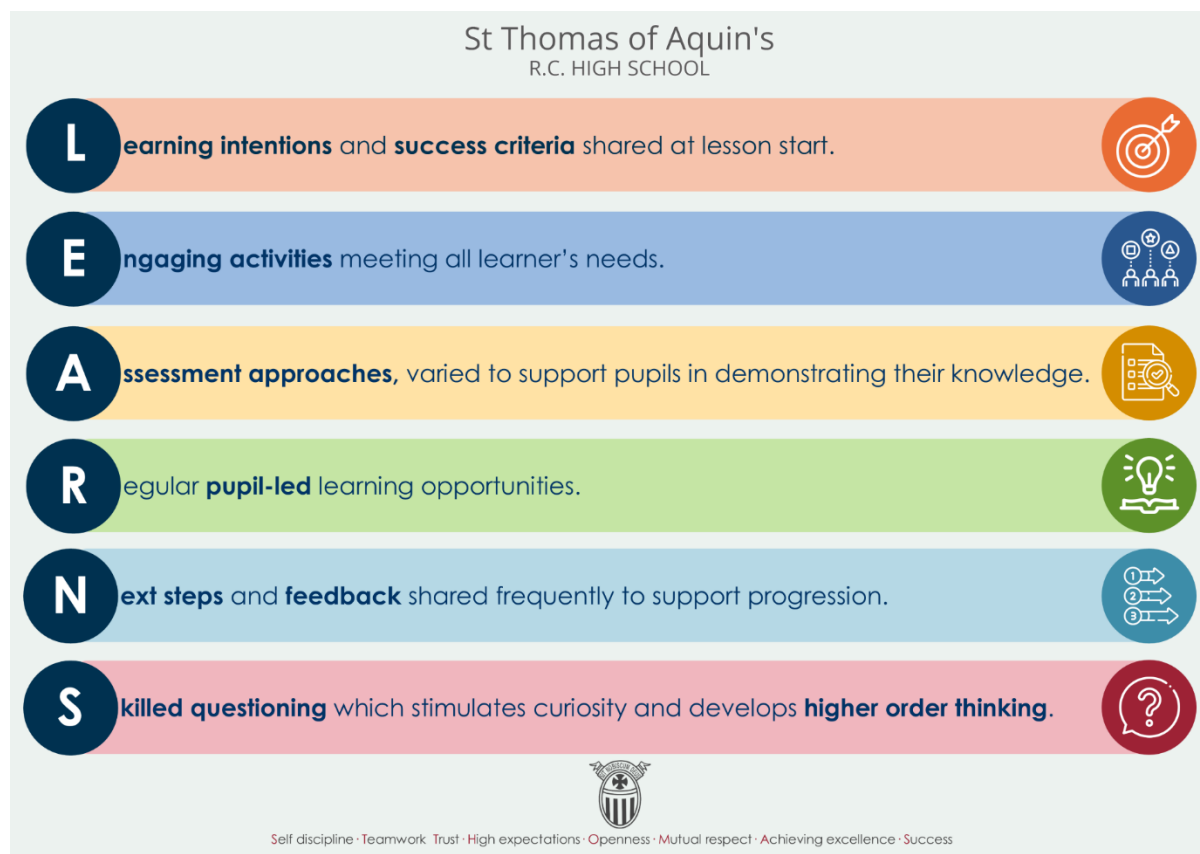 St Thomas of Aquin's
R.C. HIGH SCHOOL
Learning intentions and success criteria shared at lesson start.
Engaging activities meeting all learner’s needs.
Assessment approaches, varied to support pupils in demonstrating their knowledge.
Regular pupil-led learning opportunities.
Next steps and feedback shared frequently to support progression.
1
2
3
Skilled questioning which stimulates curiosity and develops higher order thinking.
?
Self discipline · Teamwork Trust · High expectations · Openness · Mutual respect · Achieving excellence · Success